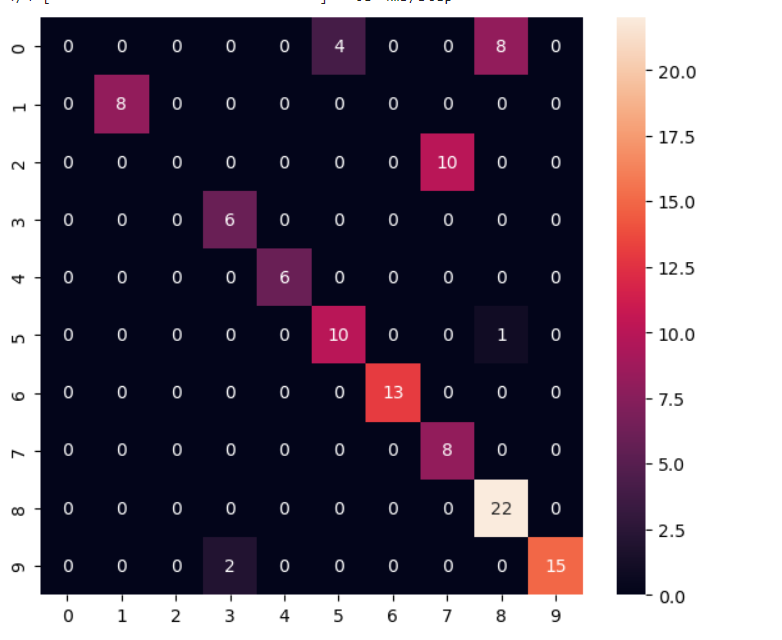 0 0 0 0 0 0 4 0 0 8 0
1 0 8 0 0 0 0 0 0 0 0
2 0 0 0 0 0 0 0 10 0 0
3 0 0 0 6 0 0 0 0 0 0
4 0 0 0 0 6 0 0 0 0 0
5 0 0 0 0 0 10 0 0 1 0
6 0 0 0 0 0 0 13 0 0 0
7 0 0 0 0 0 0 0 8 0 0
8 0 0 0 0 0 0 0 0 22 0
9 0 0 0 2 0 0 0 0 0 15
0 1 2 3 4 5 6 7 8 9
20.0
17.5
15.0
12.5
10.0
7.5
5.0
2.5
0.0